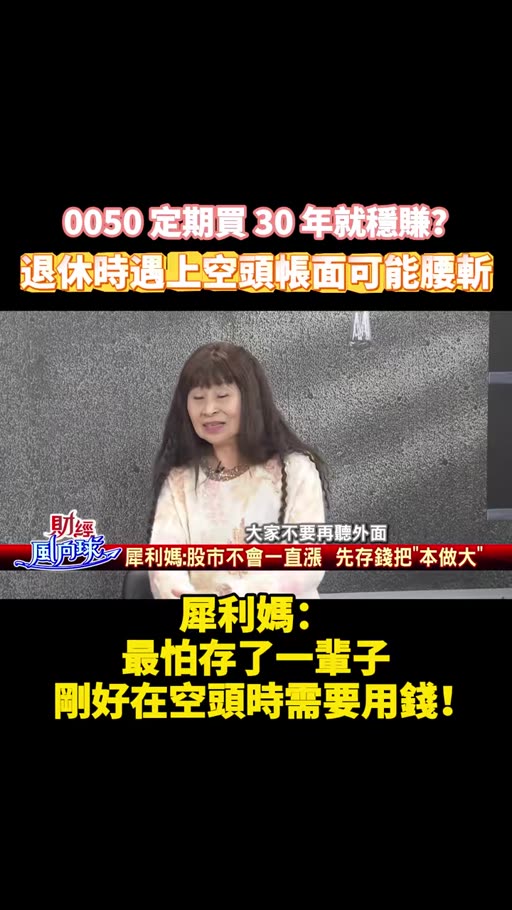 0050 定期買 30 年就穩賺？
退休時遇上空頭帳面可能腰斬
大家不要再聽外面
財經
風向球
犀利媽:股市不會一直漲 先存錢把"本做大"
犀利媽：
最怕存了一輩子
剛好在空頭時需要用錢！